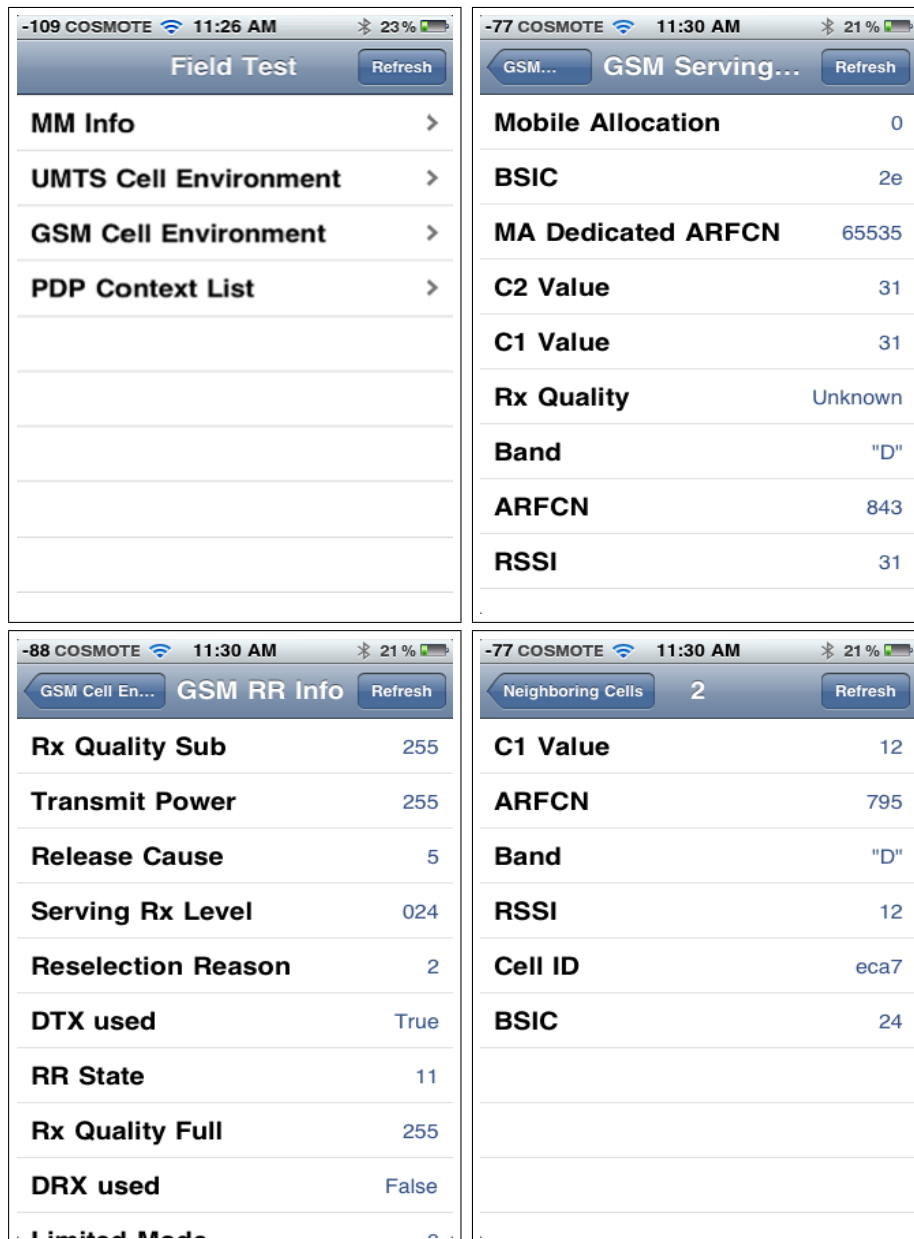 -109 COSMOTE 11:26 AM 23%
Field Test Refresh
MM Info
UMTS Cell Environment
GSM Cell Environment
PDP Context List
-77 COSMOTE 11:30 AM 21%
GSM... GSM Serving... Refresh
Mobile Allocation 0
BSIC 2e
MA Dedicated ARFCN 65535
C2 Value 31
C1 Value 31
Rx Quality Unknown
Band "D"
ARFCN 843
RSSI 31
-88 COSMOTE 11:30 AM 21%
GSM Cell En... GSM RR Info Refresh
Rx Quality Sub 255
Transmit Power 255
Release Cause 5
Serving Rx Level 024
Reselection Reason 2
DTX used True
RR State 11
Rx Quality Full 255
DRX used False
Limited Mode
-77 COSMOTE 11:30 AM 21%
Neighboring Cells 2 Refresh
C1 Value 12
ARFCN 795
Band "D"
RSSI 12
Cell ID eca7
BSIC 24